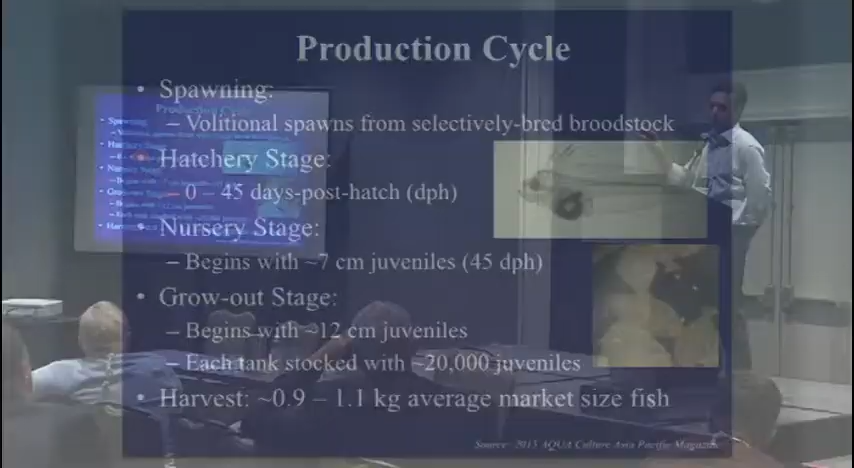 Production Cycle
• Spawning:
– Volitional spawns from selectively-bred broodstock
• Hatchery Stage:
– 0 – 45 days-post-hatch (dph)
• Nursery Stage:
– Begins with ~7 cm juveniles (45 dph)
• Grow-out Stage:
– Begins with ~12 cm juveniles
– Each tank stocked with ~20,000 juveniles
• Harvest: ~0.9 – 1.1 kg average market size fish
Source: 2015 AQUA Culture Asia Pacific Magazine
Production Cycle